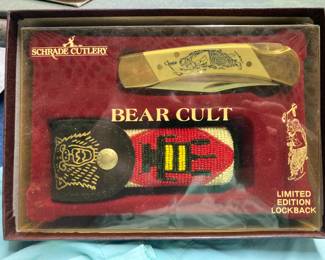 SCHRADE CUTLERY
BEAR CULT
LIMITED
EDITION
LOCKBACK